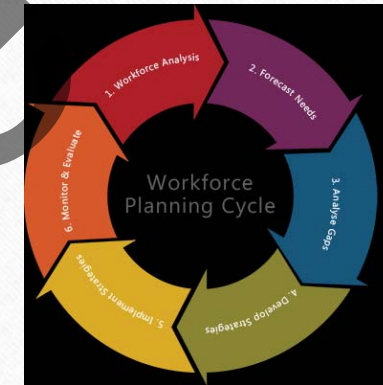 Workforce
Planning Cycle
1. Workforce Analysis
2. Forecast Needs
3. Analyse Gaps
4. Develop Strategies
5. Implement Strategies
6. Monitor & Evaluate